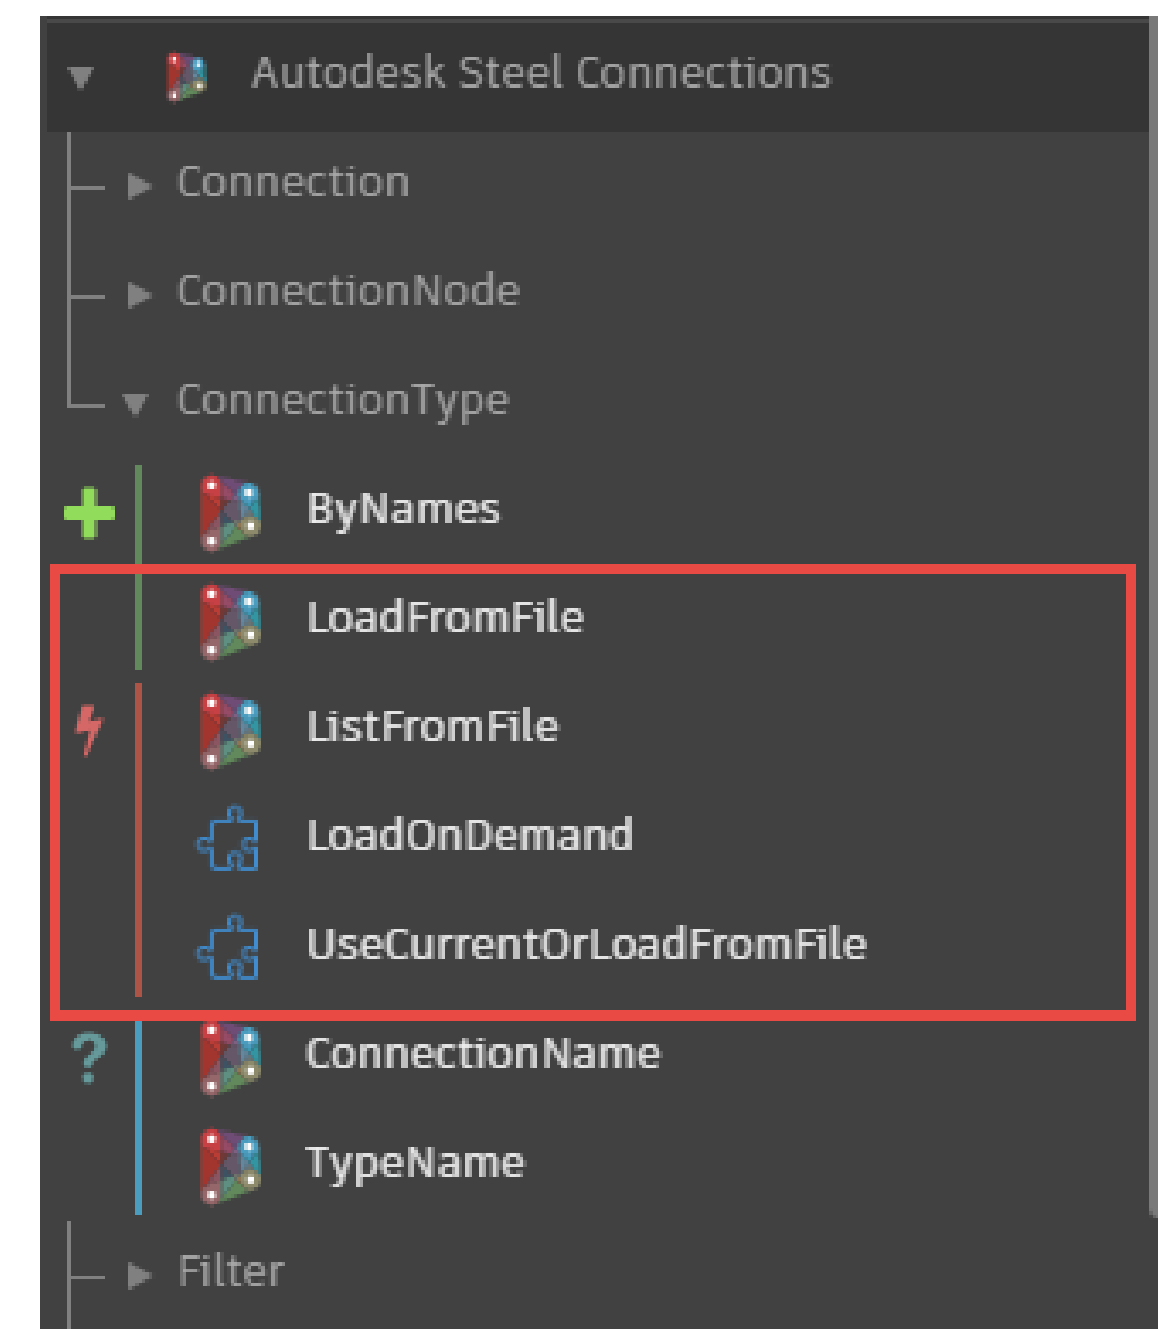 Autodesk Steel Connections
Connection
ConnectionNode
ConnectionType
ByNames
LoadFromFile
ListFromFile
LoadOnDemand
UseCurrentOrLoadFromFile
ConnectionName
TypeName
Filter